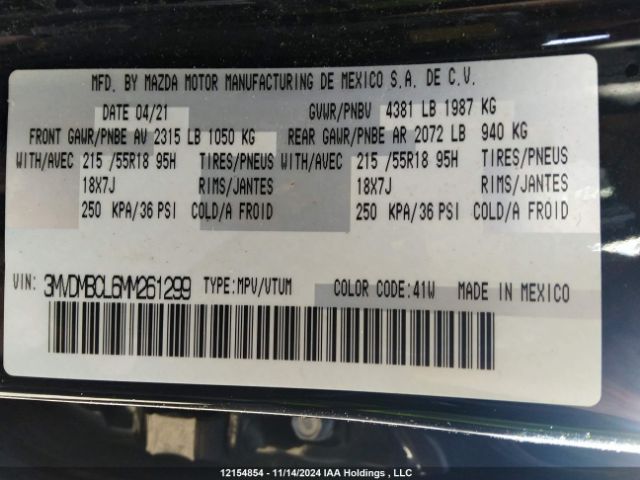 MFD. BY MAZDA MOTOR MANUFACTURING DE MEXICO S.A. DE C.V.
DATE 04/21 GVWR/PNBV 4381 LB 1987 KG
FRONT GAWR/PNBE AV 2315 LB 1050 KG REAR GAWR/PNBE AR 2072 LB 940 KG
WITH/AVEC 215 /55R18 95H TIRES/PNEUS WITH/AVEC 215 /55R18 95H TIRES/PNEUS
18X7J RIMS/JANTES 18X7J RIMS/JANTES
250 KPA/36 PSI COLD/A FROID 250 KPA/36 PSI COLD/A FROID
VIN: 3MVDMBCL6MM261299 TYPE:MPV/VTUM COLOR CODE:41W MADE IN MEXICO
12154854 - 11/14/2024 IAA Holdings , LLC